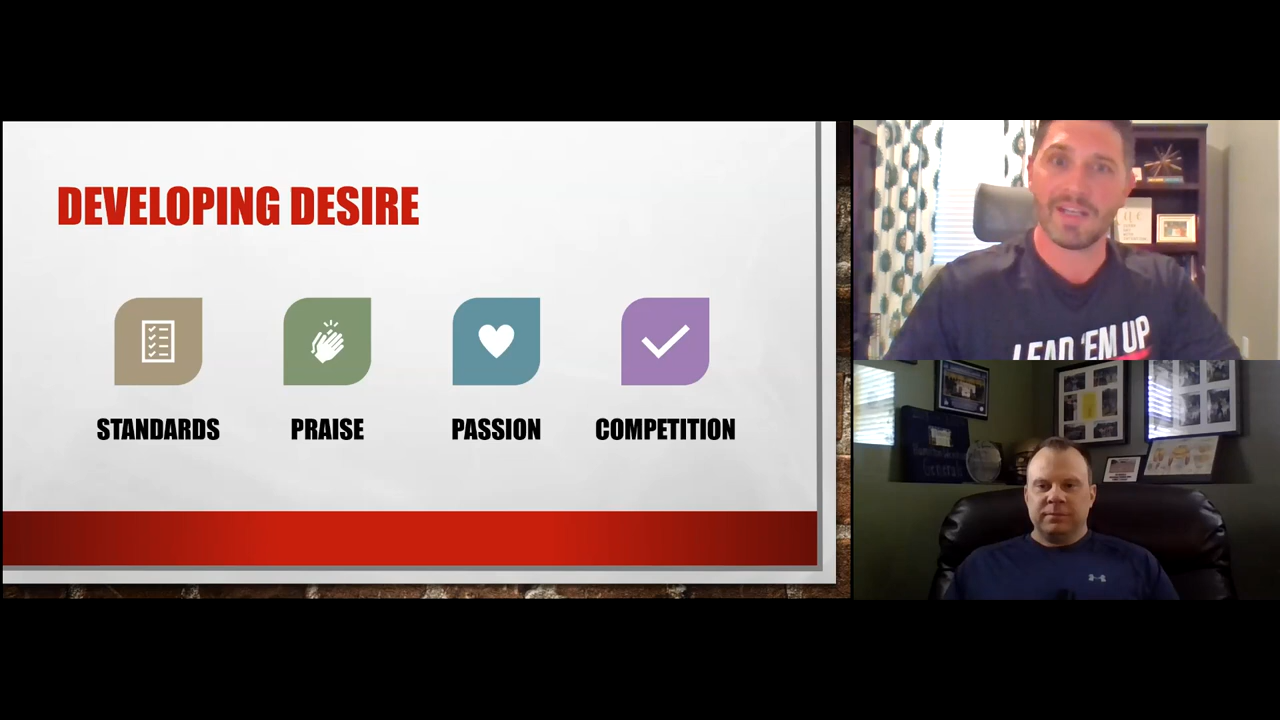 DEVELOPING DESIRE
STANDARDS
PRAISE
PASSION
COMPETITION
LEAD 'EM UP